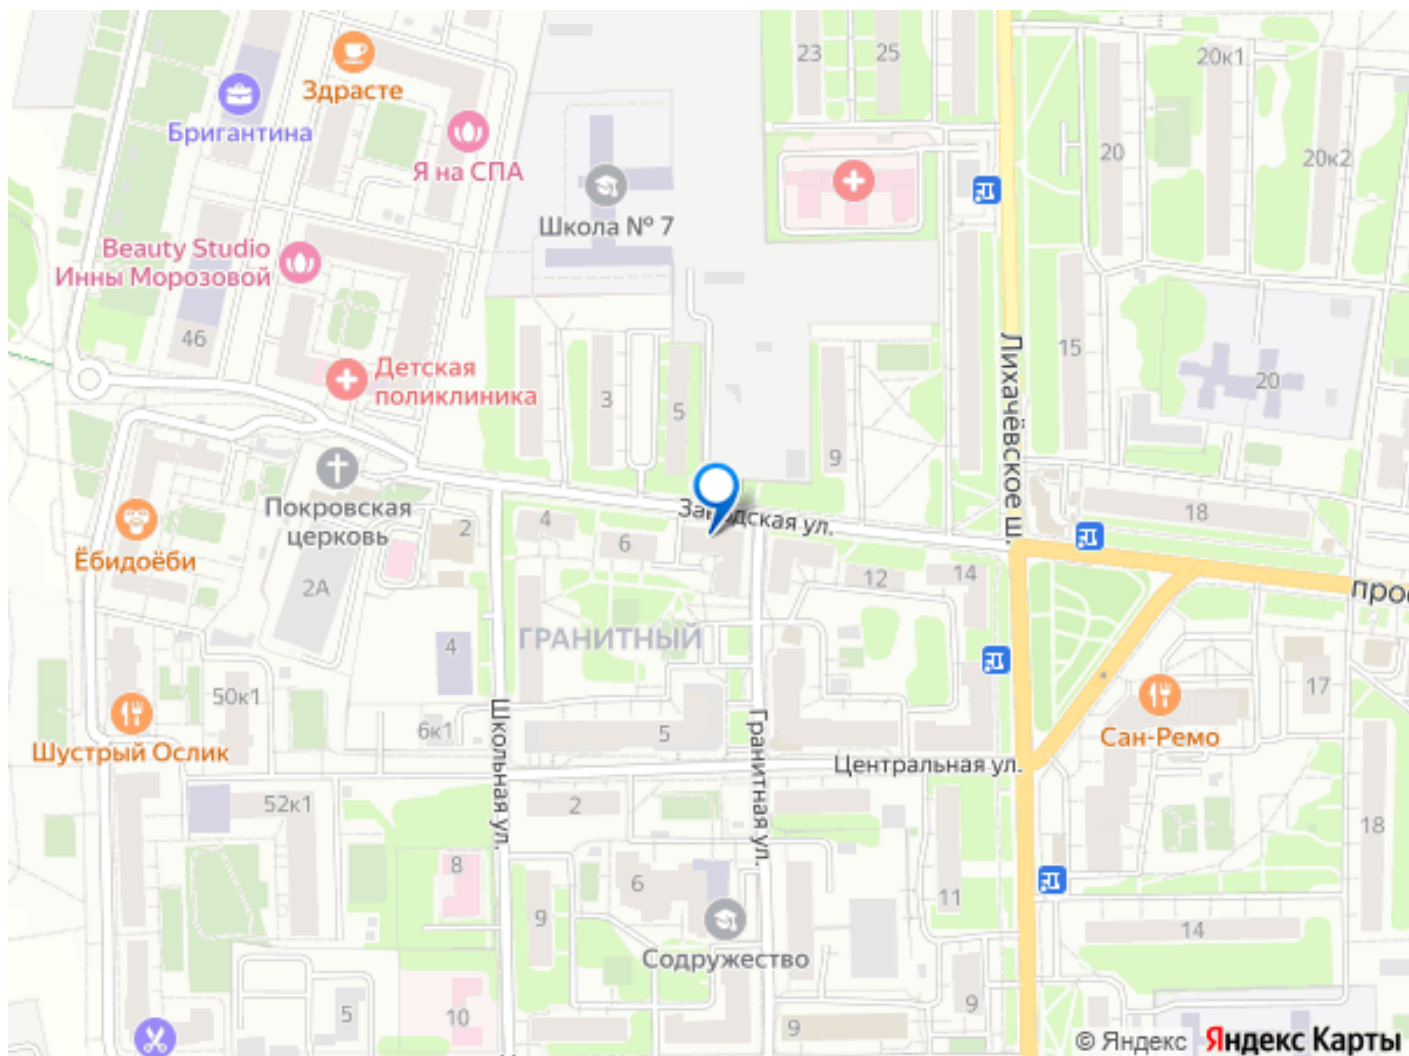 23
25
20к1
Здрасте
Бригантина
Я на СПА
20
20к2
Школа № 7
Beauty Studio
Инны Морозовой
46
Лихачёвское ш.
15
20
Детская
поликлиника
3
5
9
Покровская
церковь
2
4
6
Заводская ул.
18
Ёбидоёби
2А
12
14
ГРАНИТНЫЙ
4
50к1
17
Шустрый Ослик
6к1
Школьная ул.
5
Гранитная ул.
Сан-Ремо
Центральная ул.
52к1
2
18
8
6
9
11
14
Содружество
5
10
9
9
© Яндекс Яндекс Карты